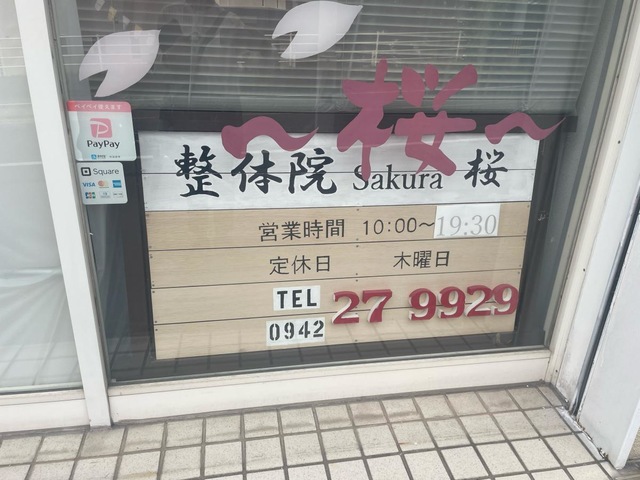 ～桜～
ペイペイ使えます
PayPay
Square
VISA
整体院 Sakura 桜
営業時間 10:00～19:30
定休日 木曜日
TEL 27 9929
0942